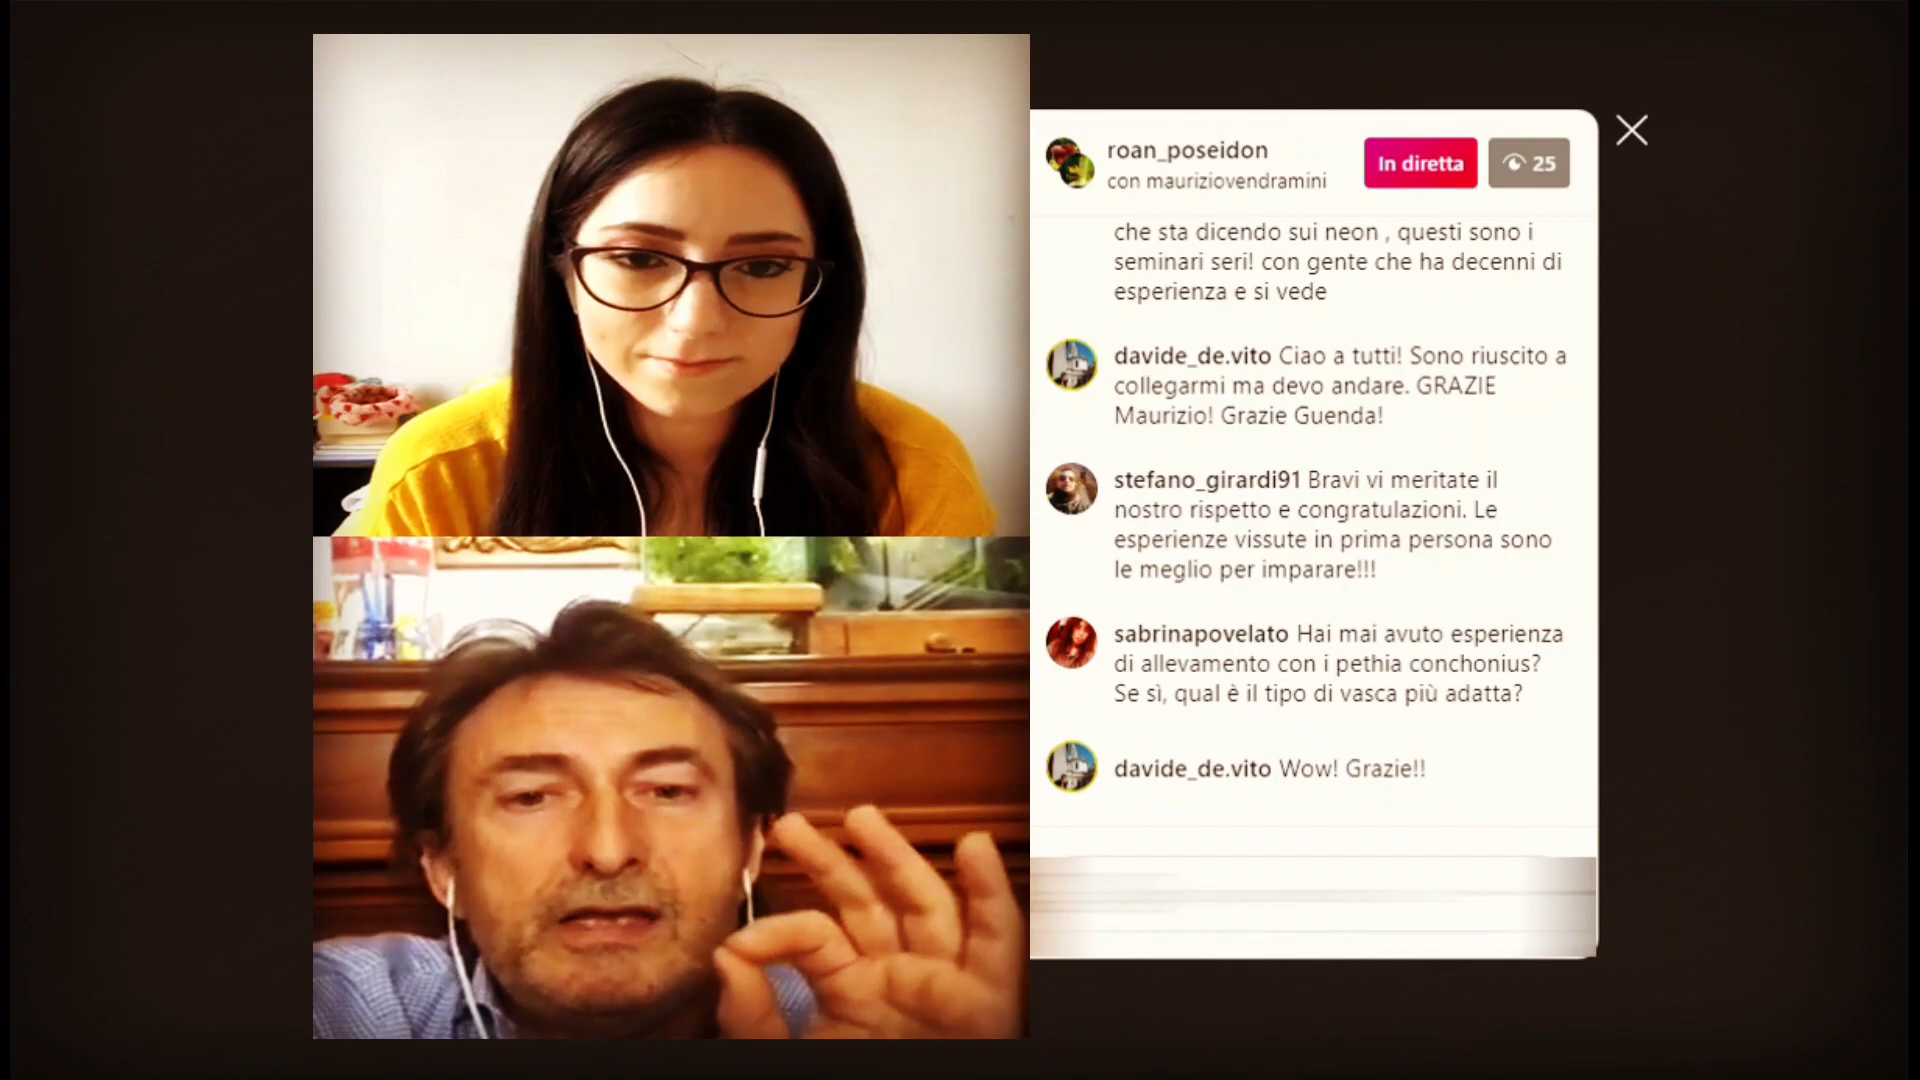 roan_poseidon
con mauriziovendramini
In diretta
25
che sta dicendo sui neon , questi sono i
seminari seri! con gente che ha decenni di
esperienza e si vede
davide_de.vito Ciao a tutti! Sono riuscito a
collegarmi ma devo andare. GRAZIE
Maurizio! Grazie Guenda!
stefano_girardi91 Bravi vi meritate il
nostro rispetto e congratulazioni. Le
esperienze vissute in prima persona sono
le meglio per imparare!!!
sabrinapovelato Hai mai avuto esperienza
di allevamento con i pethia conchonius?
Se sì, qual è il tipo di vasca più adatta?
davide_de.vito Wow! Grazie!!